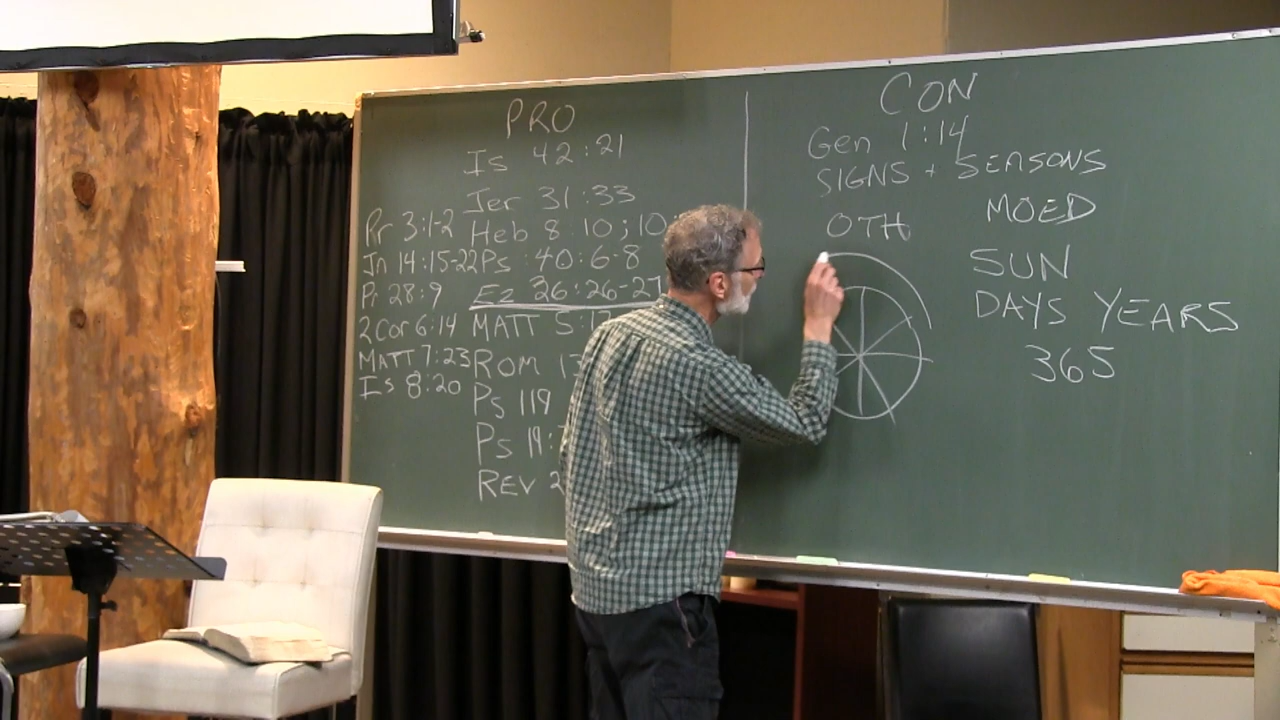 PRO
Is 42:21
Jer 31:33
Heb 8:10;10
Ps 40:6-8
Ez 36:26-27
MATT 5:17
Rom
Ps 119
Ps 19:
REV
Pr 3:1-2
Jn 14:15-22
Pr 28:9
2Cor 6:14
MATT 7:23
Is 8:20
CON
Gen 1:14
SIGNS + SEASONS
OTH MOED
SUN
DAYS YEARS
365